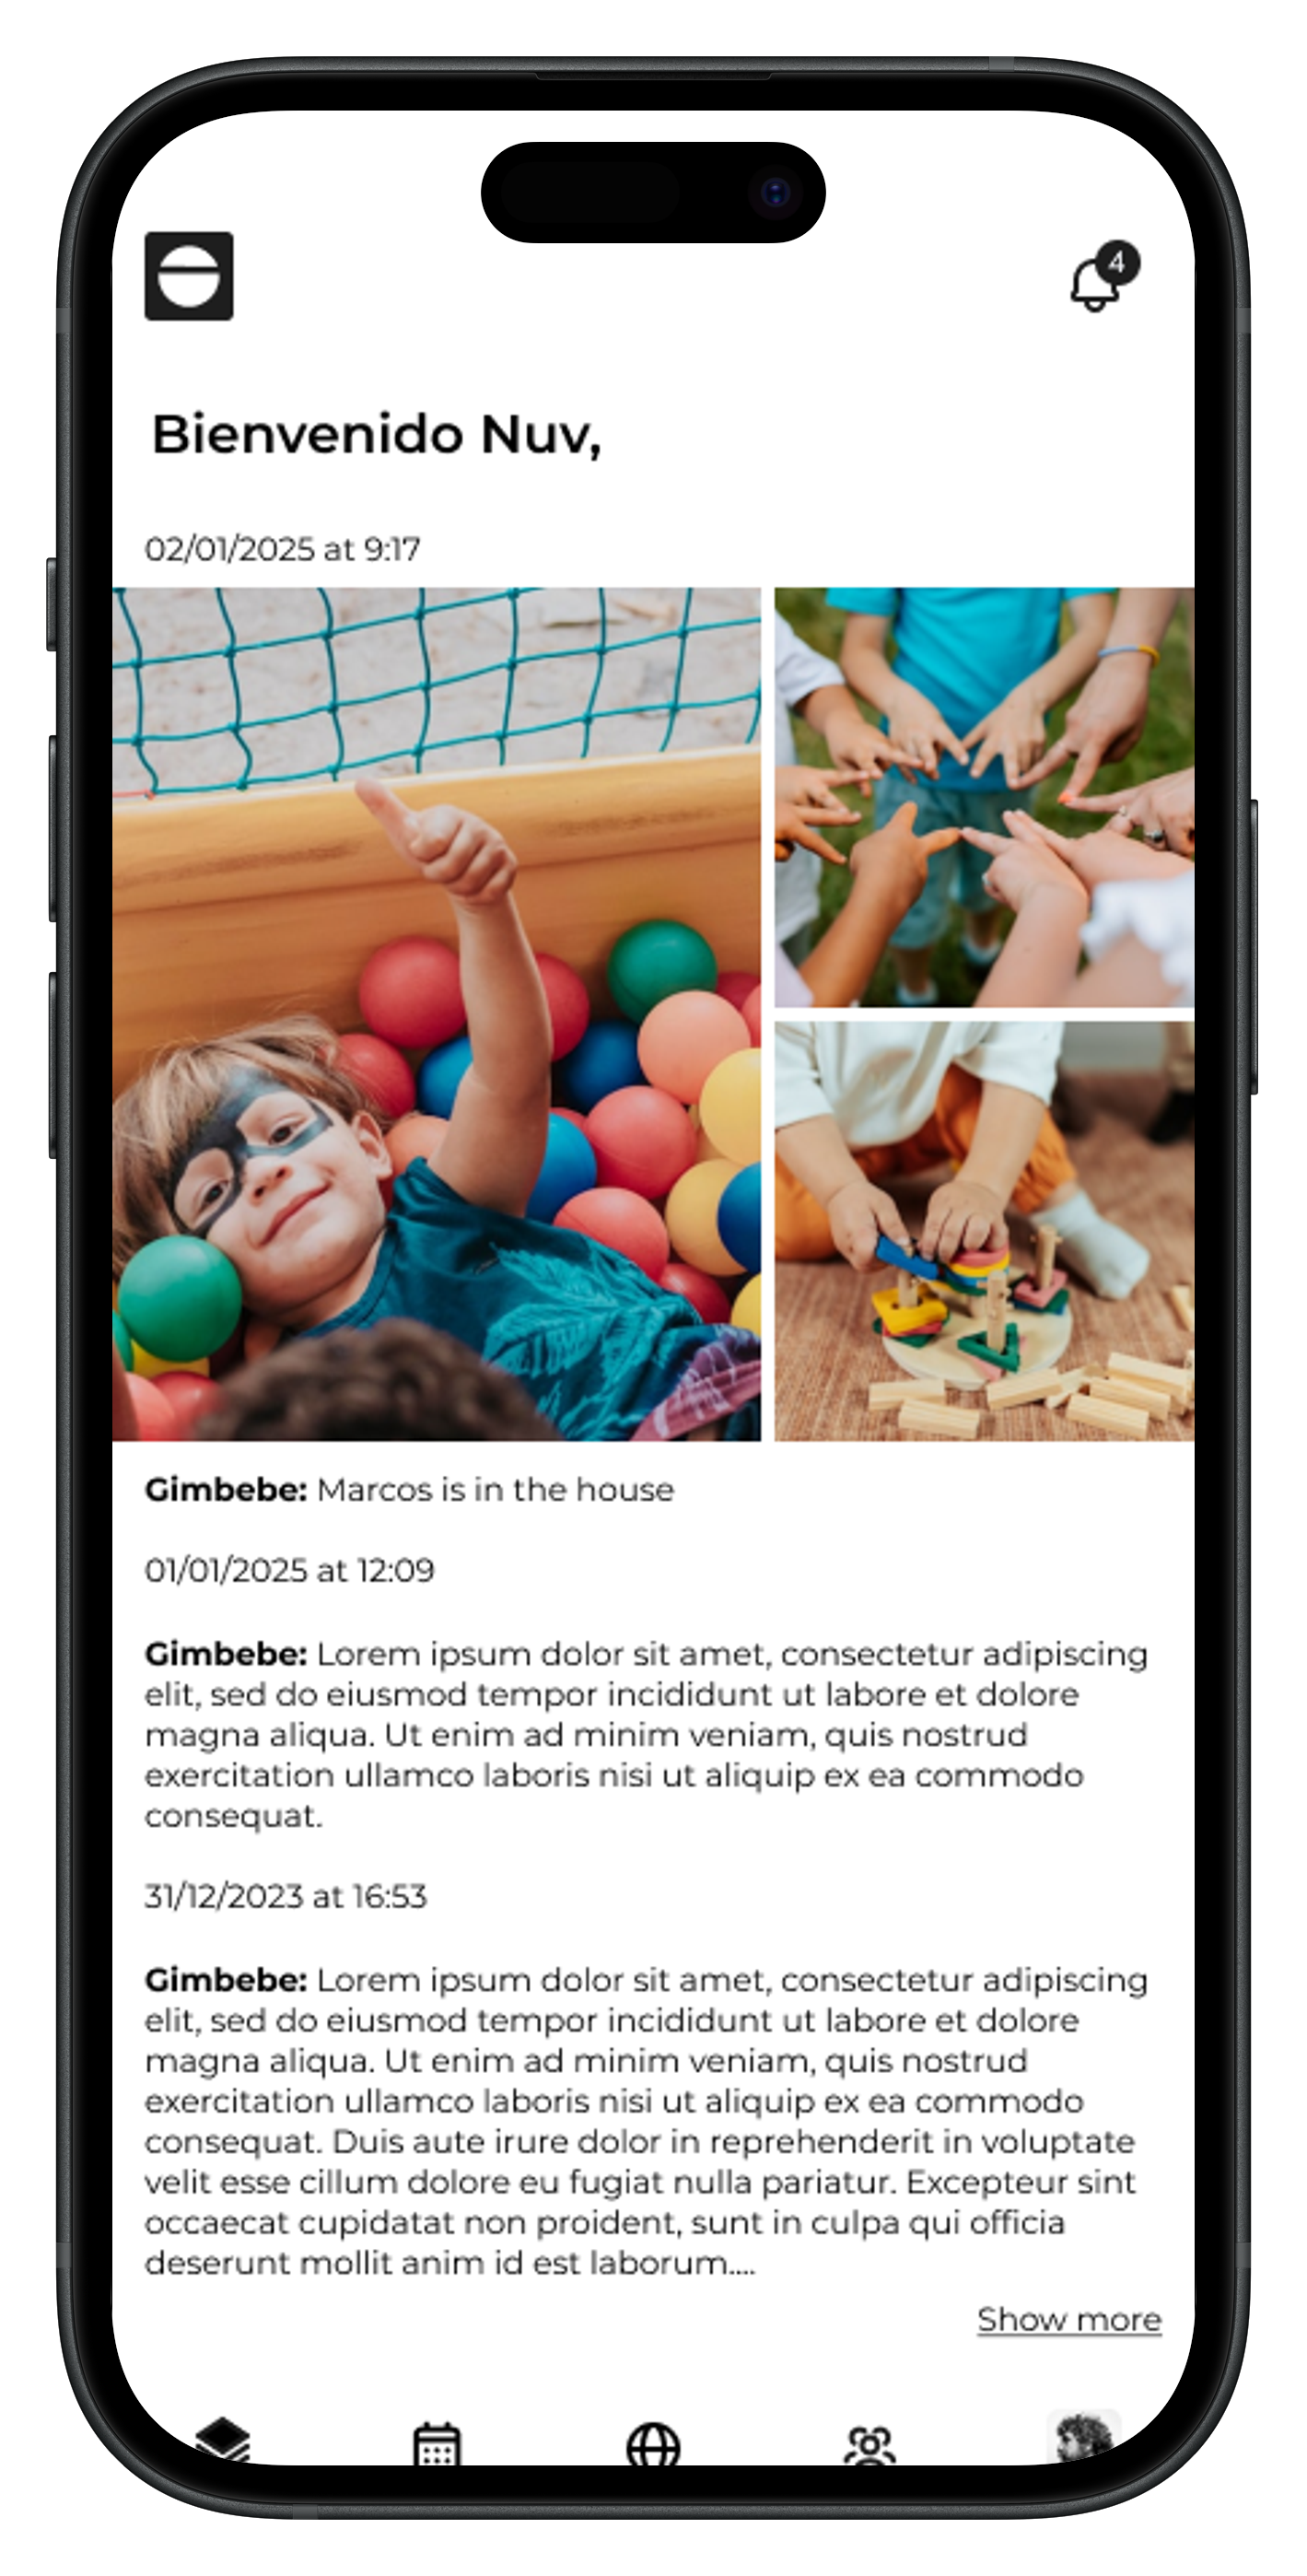 4
Bienvenido Nuv,
02/01/2025 at 9:17
Gimbebe: Marcos is in the house
01/01/2025 at 12:09
Gimbebe: Lorem ipsum dolor sit amet, consectetur adipiscing
elit, sed do eiusmod tempor incididunt ut labore et dolore
magna aliqua. Ut enim ad minim veniam, quis nostrud
exercitation ullamco laboris nisi ut aliquip ex ea commodo
consequat.
31/12/2023 at 16:53
Gimbebe: Lorem ipsum dolor sit amet, consectetur adipiscing
elit, sed do eiusmod tempor incididunt ut labore et dolore
magna aliqua. Ut enim ad minim veniam, quis nostrud
exercitation ullamco laboris nisi ut aliquip ex ea commodo
consequat. Duis aute irure dolor in reprehenderit in voluptate
velit esse cillum dolore eu fugiat nulla pariatur. Excepteur sint
occaecat cupidatat non proident, sunt in culpa qui officia
deserunt mollit anim id est laborum....
Show more